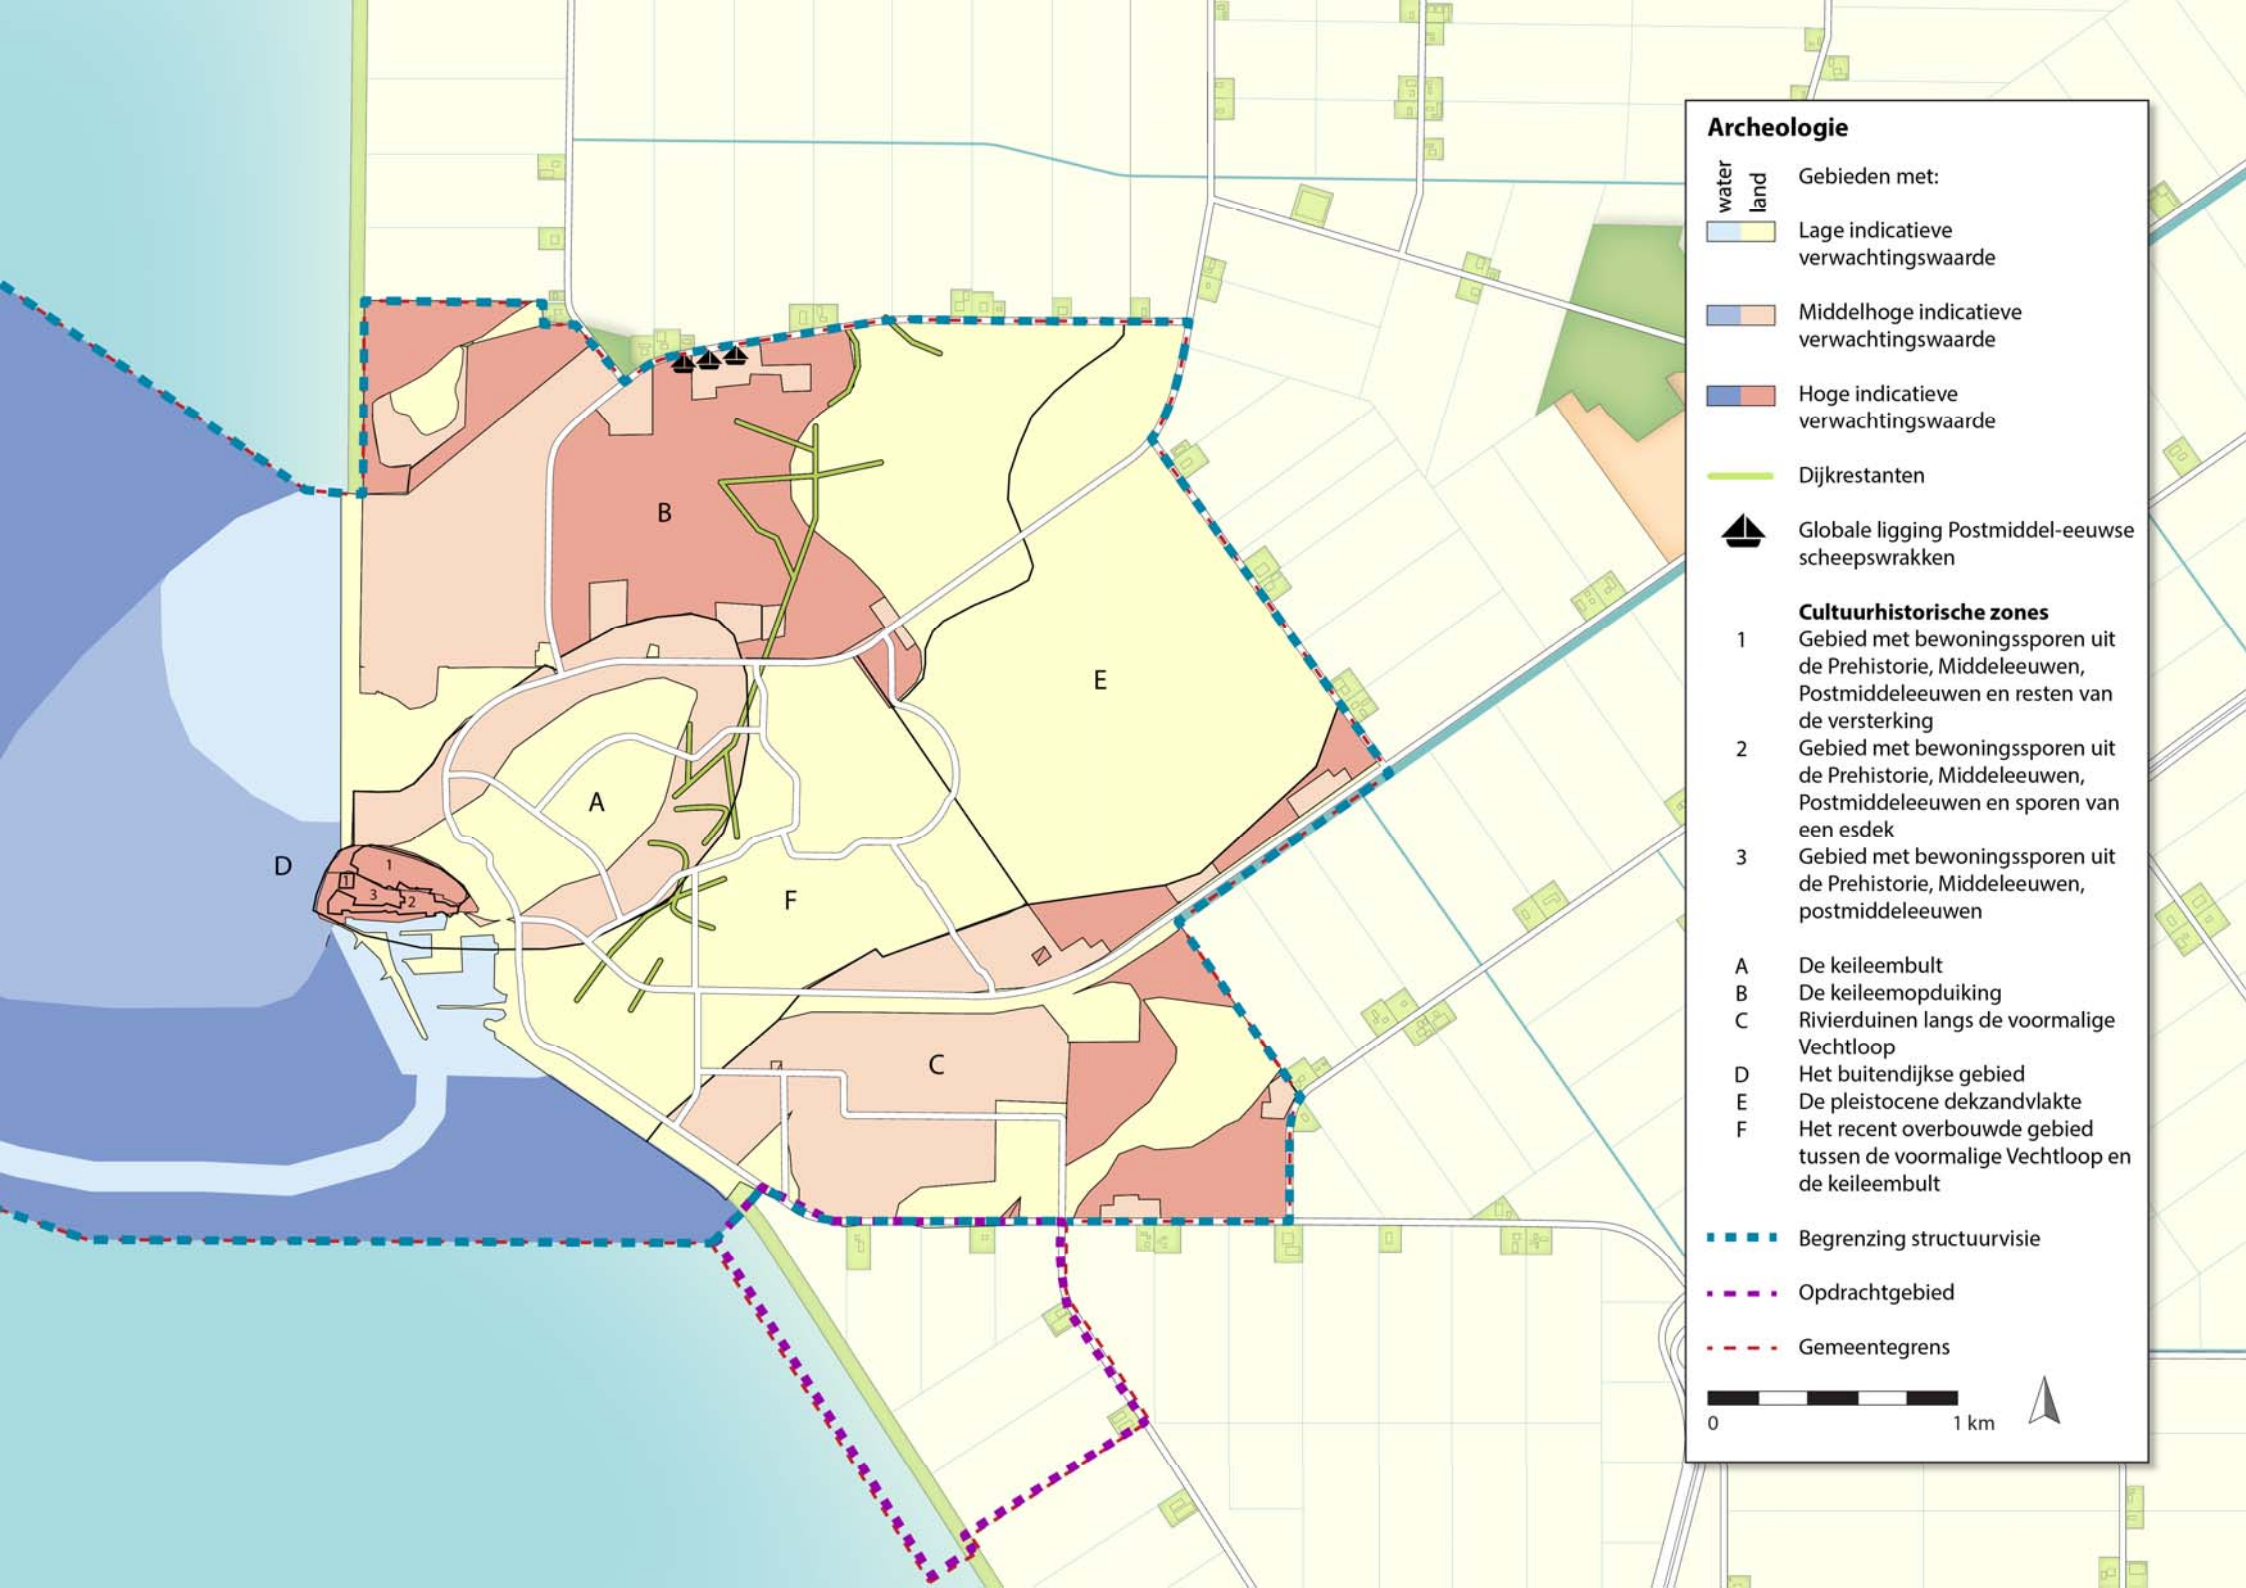 Archeologie
water
land
Gebieden met:
Lage indicatieve
verwachtingswaarde
Middelhoge indicatieve
verwachtingswaarde
Hoge indicatieve
verwachtingswaarde
Dijkrestanten
Globale ligging Postmiddel-eeuwse
scheepswrakken
Cultuurhistorische zones
1 Gebied met bewoningssporen uit
de Prehistorie, Middeleeuwen,
Postmiddeleeuwen en resten van
de versterking
2 Gebied met bewoningssporen uit
de Prehistorie, Middeleeuwen,
Postmiddeleeuwen en sporen van
een esdek
3 Gebied met bewoningssporen uit
de Prehistorie, Middeleeuwen,
postmiddeleeuwen
A De keileembult
B De keileemopduiking
C Rivierduinen langs de voormalige
Vechtloop
D Het buitendijkse gebied
E De pleistocene dekzandvlakte
F Het recent overbouwde gebied
tussen de voormalige Vechtloop en
de keileembult
Begrenzing structuurvisie
Opdrachtgebied
Gemeentegrens
0 1 km
B
E
A
D
1
1
3
2
F
C